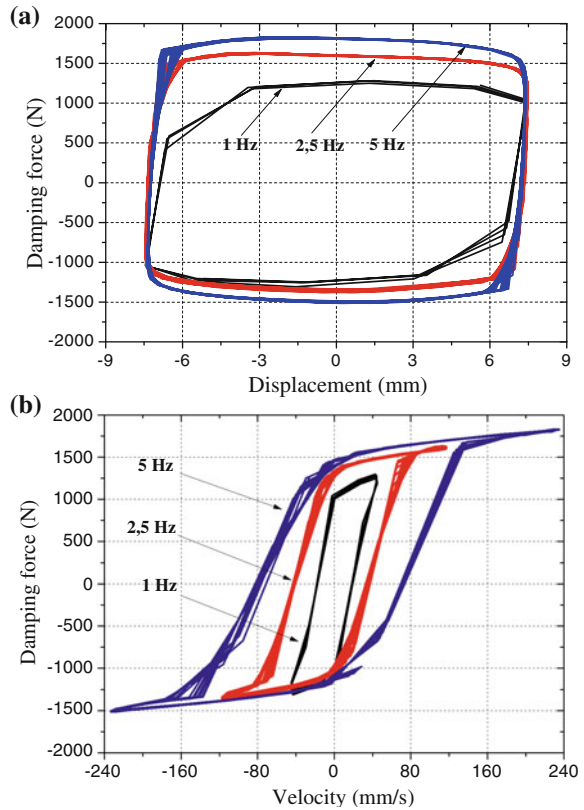 (a)
2000
1500
1000
500
0
-500
-1000
-1500
-2000
Damping force (N)
1 Hz
2,5 Hz
5 Hz
-9 -6 -3 0 3 6 9
Displacement (mm)
(b)
2000
1500
1000
500
0
-500
-1000
-1500
-2000
Damping force (N)
5 Hz
2,5 Hz
1 Hz
-240 -160 -80 0 80 160 240
Velocity (mm/s)